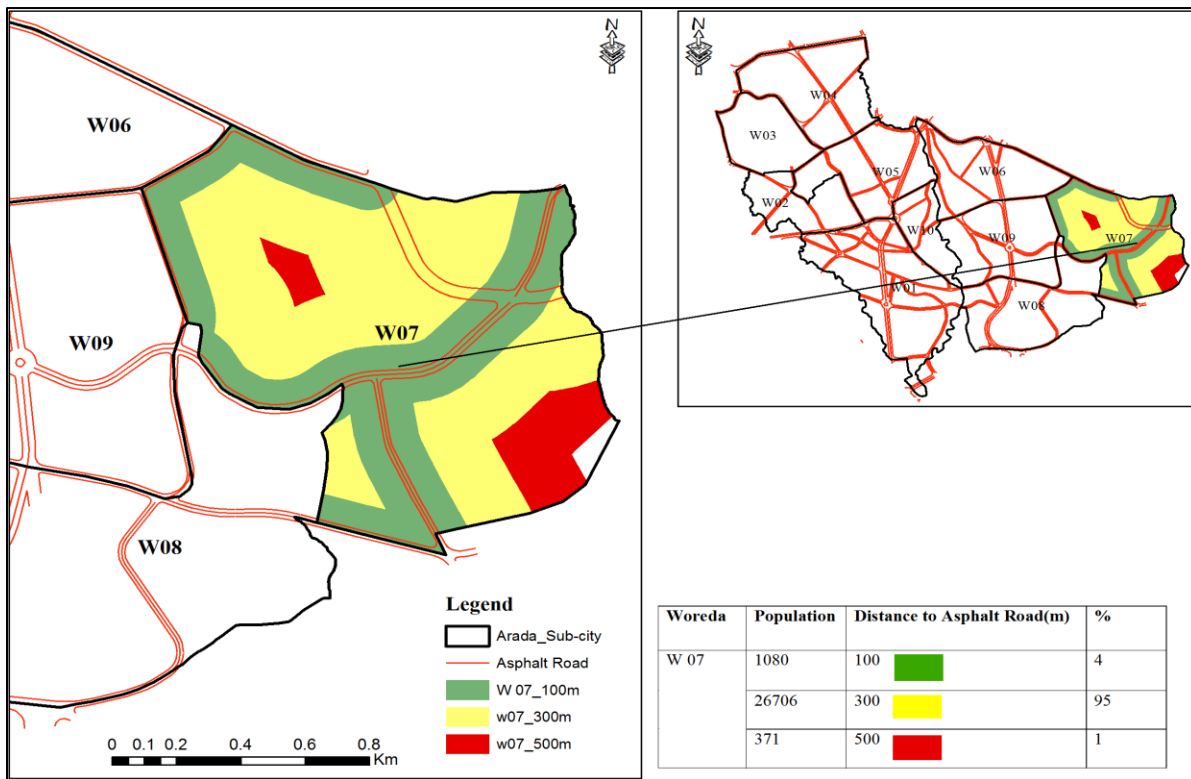 N
W06
W09
W07
W08
Legend
Arada_Sub-city
Asphalt Road
W 07_100m
w07_300m
w07_500m
0 0.1 0.2 0.4 0.6 0.8
Km
N
W04
W03
W05
W06
W02
W10
W09
W07
W01
W08
Woreda Population Distance to Asphalt Road(m) %
W 07 1080 100 4
26706 300 95
371 500 1